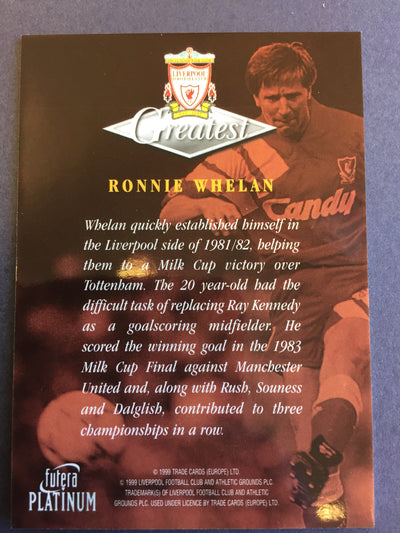 LIVERPOOL
FOOTBALL CLUB
Greatest
Candy
RONNIE WHELAN
Whelan quickly established himself in
the Liverpool side of 1981/82, helping
them to a Milk Cup victory over
Tottenham. The 20 year-old had the
difficult task of replacing Ray Kennedy
as a goalscoring midfielder. He
scored the winning goal in the 1983
Milk Cup Final against Manchester
United and, along with Rush, Souness
and Dalglish, contributed to three
championships in a row.
futera
PLATINUM
© 1999 TRADE CARDS (EUROPE) LTD.
© 1999 LIVERPOOL FOOTBALL CLUB AND ATHLETIC GROUNDS PLC.
TRADEMARK(S) OF LIVERPOOL FOOTBALL CLUB AND ATHLETIC
GROUNDS PLC. USED UNDER LICENCE BY TRADE CARDS (EUROPE) LTD.